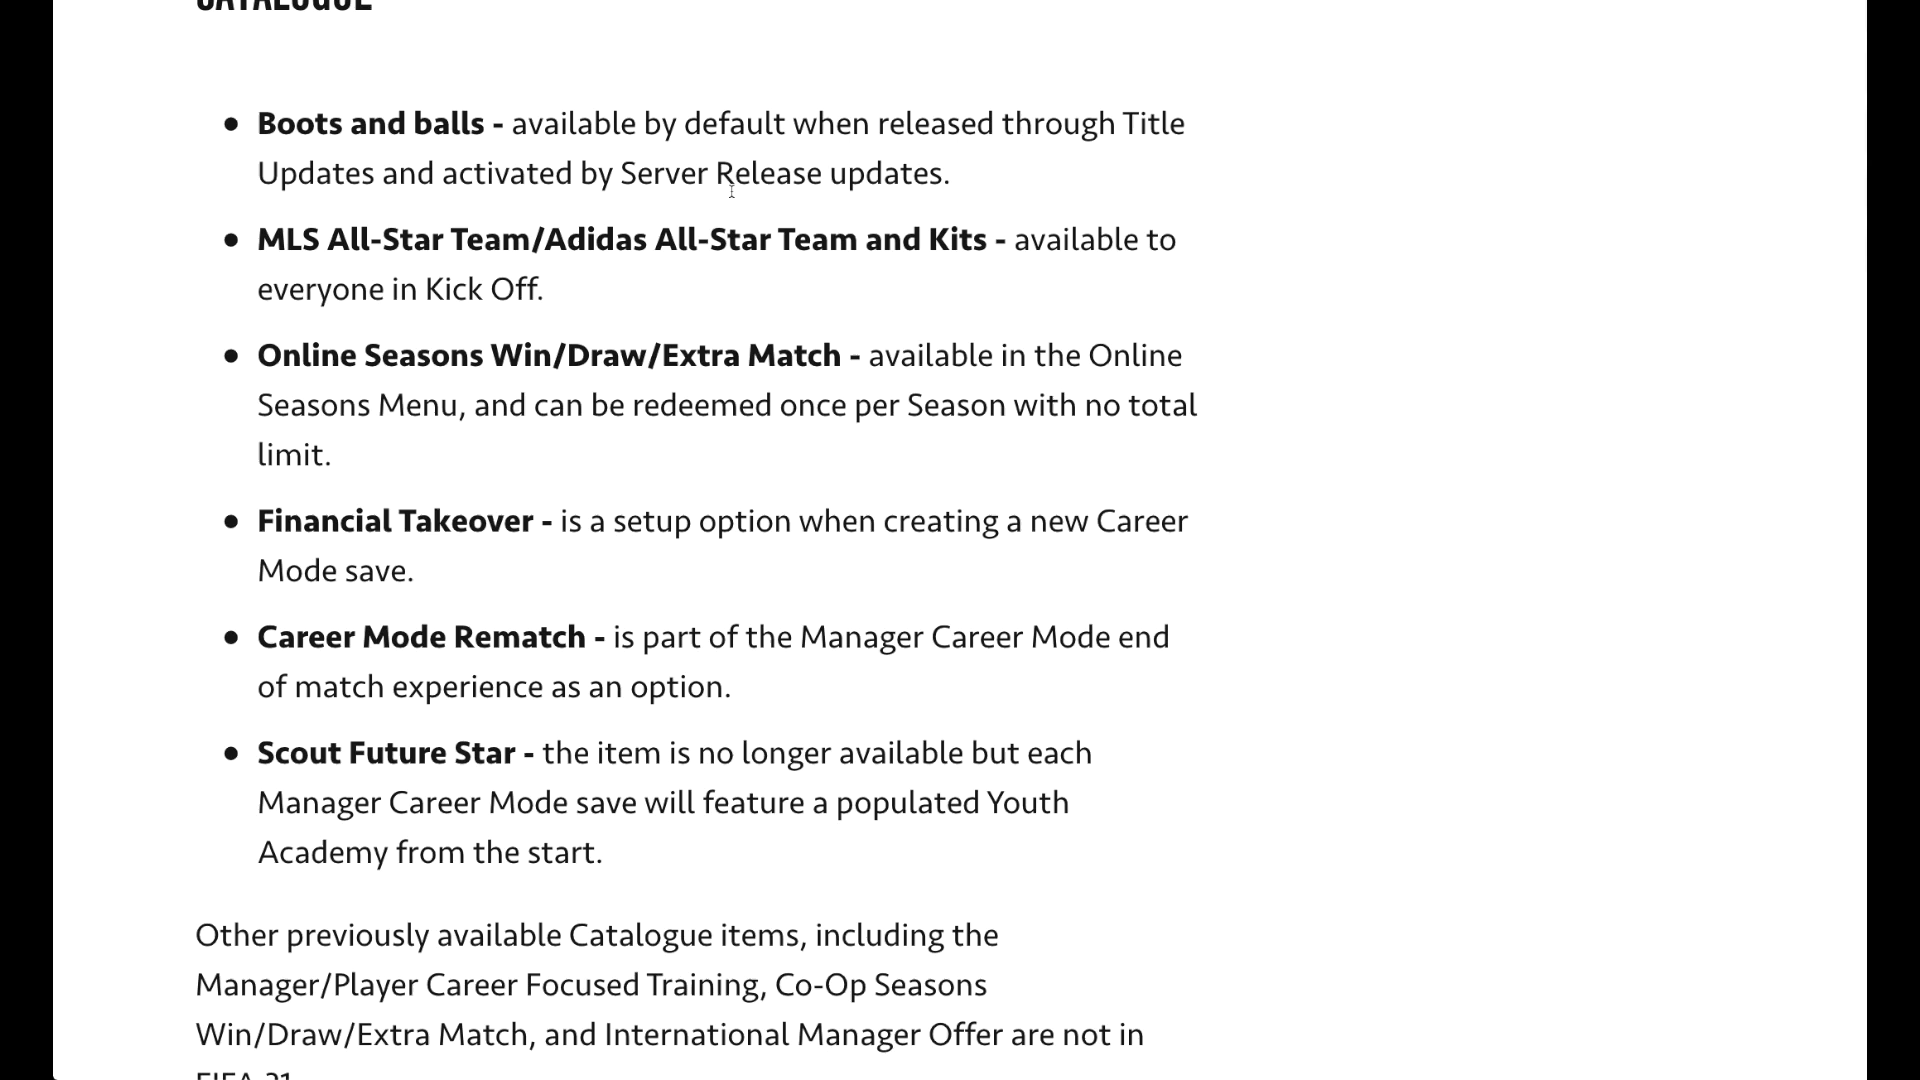 CATALOGUE
• Boots and balls - available by default when released through Title
Updates and activated by Server Release updates.
• MLS All-Star Team/Adidas All-Star Team and Kits - available to
everyone in Kick Off.
• Online Seasons Win/Draw/Extra Match - available in the Online
Seasons Menu, and can be redeemed once per Season with no total
limit.
• Financial Takeover - is a setup option when creating a new Career
Mode save.
• Career Mode Rematch - is part of the Manager Career Mode end
of match experience as an option.
• Scout Future Star - the item is no longer available but each
Manager Career Mode save will feature a populated Youth
Academy from the start.
Other previously available Catalogue items, including the
Manager/Player Career Focused Training, Co-Op Seasons
Win/Draw/Extra Match, and International Manager Offer are not in
FIFA 21